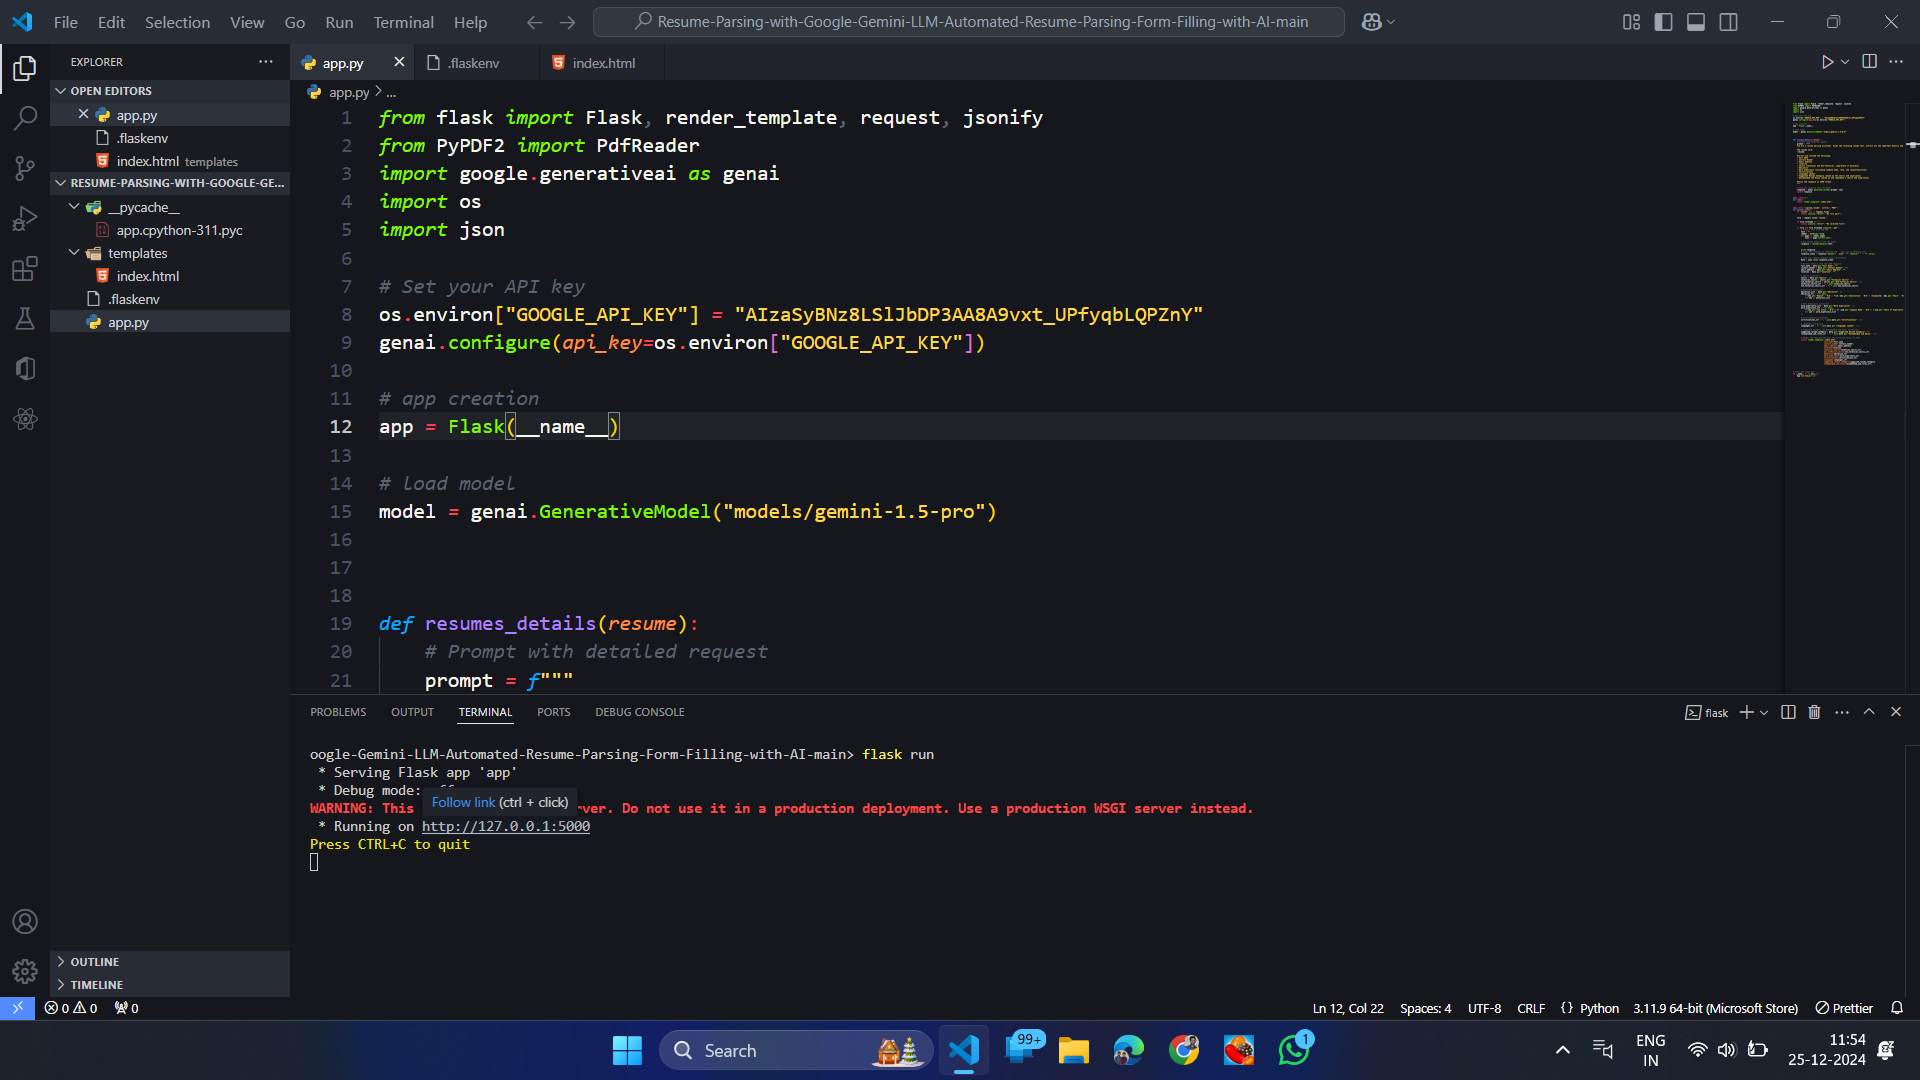 File Edit Selection View Go Run Terminal Help
Resume-Parsing-with-Google-Gemini-LLM-Automated-Resume-Parsing-Form-Filling-with-AI-main
EXPLORER
OPEN EDITORS
app.py
.flaskenv
index.html templates
RESUME-PARSING-WITH-GOOGLE-GE...
__pycache__
app.cpython-311.pyc
templates
index.html
.flaskenv
app.py
OUTLINE
TIMELINE
app.py
.flaskenv
index.html
app.py > ...
1 from flask import Flask, render_template, request, jsonify
2 from PyPDF2 import PdfReader
3 import google.generativeai as genai
4 import os
5 import json
6
7 # Set your API key
8 os.environ["GOOGLE_API_KEY"] = "AIzaSyBNz8LSlJbDP3AA8A9vxt_UPfyqbLQPZnY"
9 genai.configure(api_key=os.environ["GOOGLE_API_KEY"])
10
11 # app creation
12 app = Flask(__name__)
13
14 # load model
15 model = genai.GenerativeModel("models/gemini-1.5-pro")
16
17
18
19 def resumes_details(resume):
20 # Prompt with detailed request
21 prompt = f"""
PROBLEMS OUTPUT TERMINAL PORTS DEBUG CONSOLE
flask
oogle-Gemini-LLM-Automated-Resume-Parsing-Form-Filling-with-AI-main> flask run
* Serving Flask app 'app'
* Debug mode:
Follow link (ctrl + click)
WARNING: This rver. Do not use it in a production deployment. Use a production WSGI server instead.
* Running on http://127.0.0.1:5000
Press CTRL+C to quit
0 0 0
Ln 12, Col 22 Spaces: 4 UTF-8 CRLF {} Python 3.11.9 64-bit (Microsoft Store) Prettier
Search
99+
1
ENG
IN
11:54
25-12-2024